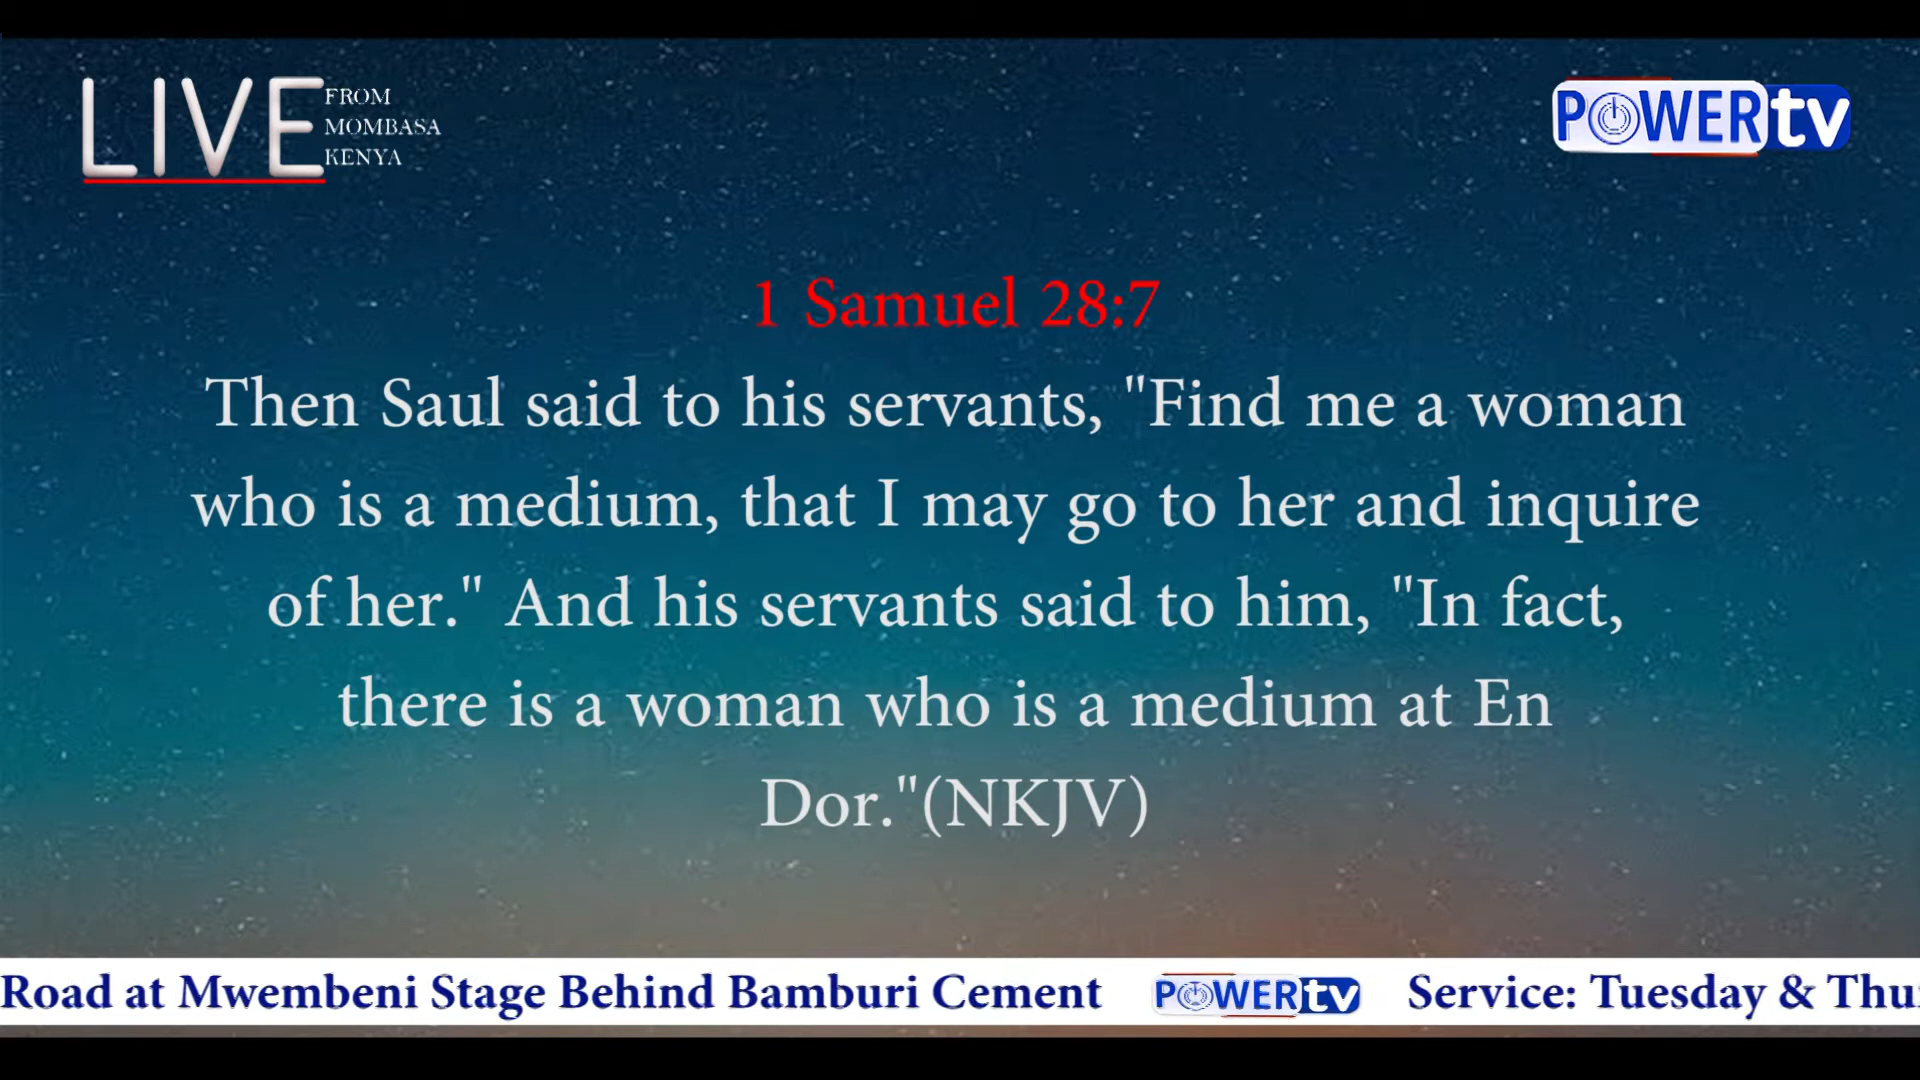 LIVE
FROM
MOMBASA
KENYA
POWERtv
1 Samuel 28:7
Then Saul said to his servants, "Find me a woman
who is a medium, that I may go to her and inquire
of her." And his servants said to him, "In fact,
there is a woman who is a medium at En
Dor."(NKJV)
Road at Mwembeni Stage Behind Bamburi Cement POWERtv Service: Tuesday & Thu